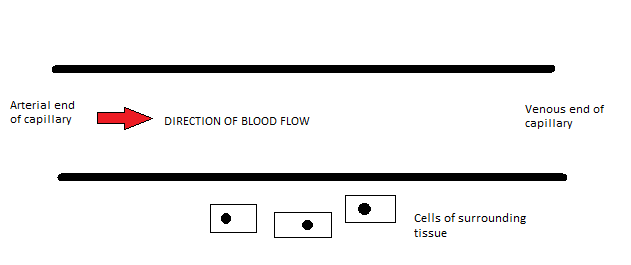 Arterial end
of capillary
DIRECTION OF BLOOD FLOW
Venous end of
capillary
Cells of surrounding
tissue